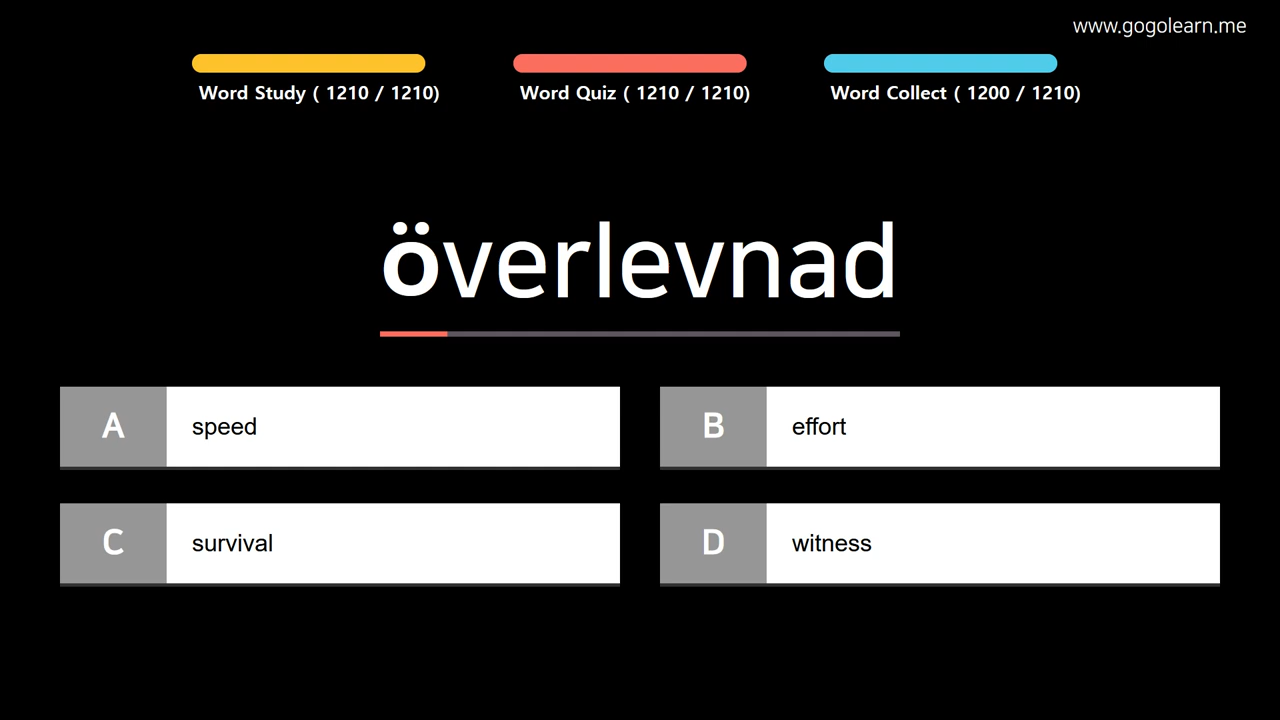 www.gogolearn.me
Word Study ( 1210 / 1210)
Word Quiz ( 1210 / 1210)
Word Collect ( 1200 / 1210)
överlevnad
A speed
B effort
C survival
D witness